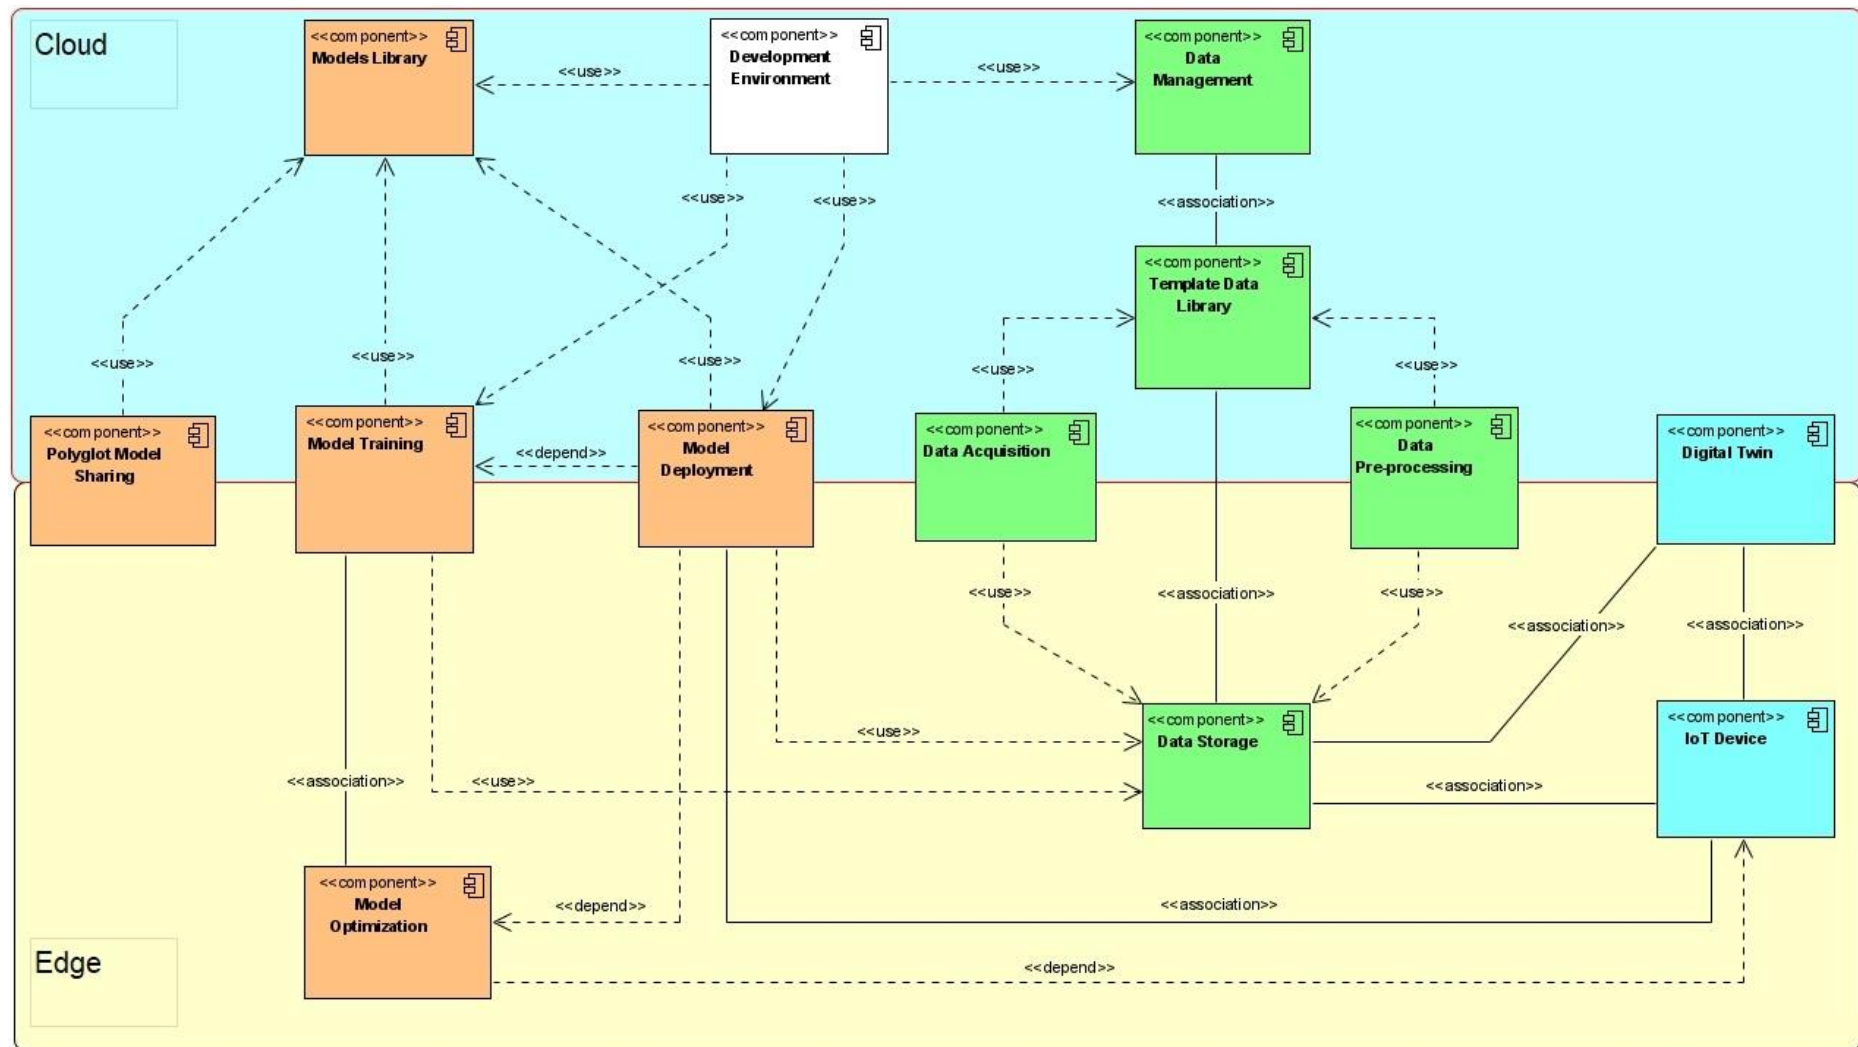 Cloud
<<component>>
Models Library
<<use>>
<<component>>
Development
Environment
<<use>>
<<component>>
Data
Management
<<use>>
<<use>>
<<association>>
<<component>>
Template Data
Library
<<use>>
<<use>>
<<use>>
<<use>>
<<use>>
<<component>>
Polyglot Model
Sharing
<<component>>
Model Training
<<depend>>
<<component>>
Model
Deployment
<<component>>
Data Acquisition
<<component>>
Data
Pre-processing
<<component>>
Digital Twin
<<use>>
<<association>>
<<use>>
<<association>>
<<association>>
<<use>>
<<component>>
Data Storage
<<component>>
IoT Device
<<association>>
<<use>>
<<association>>
<<component>>
Model
Optimization
<<depend>>
<<association>>
Edge
<<depend>>